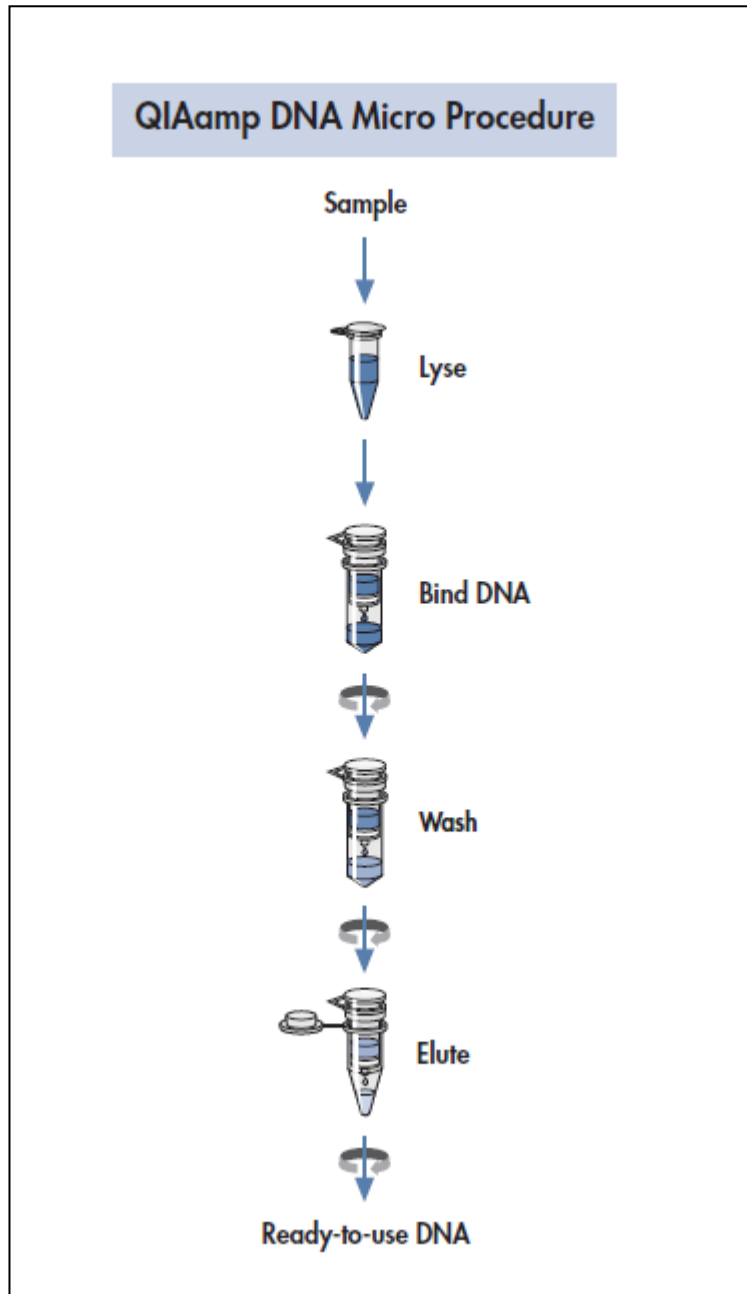 QIAamp DNA Micro Procedure
Sample
Lyse
Bind DNA
Wash
Elute
Ready-to-use DNA